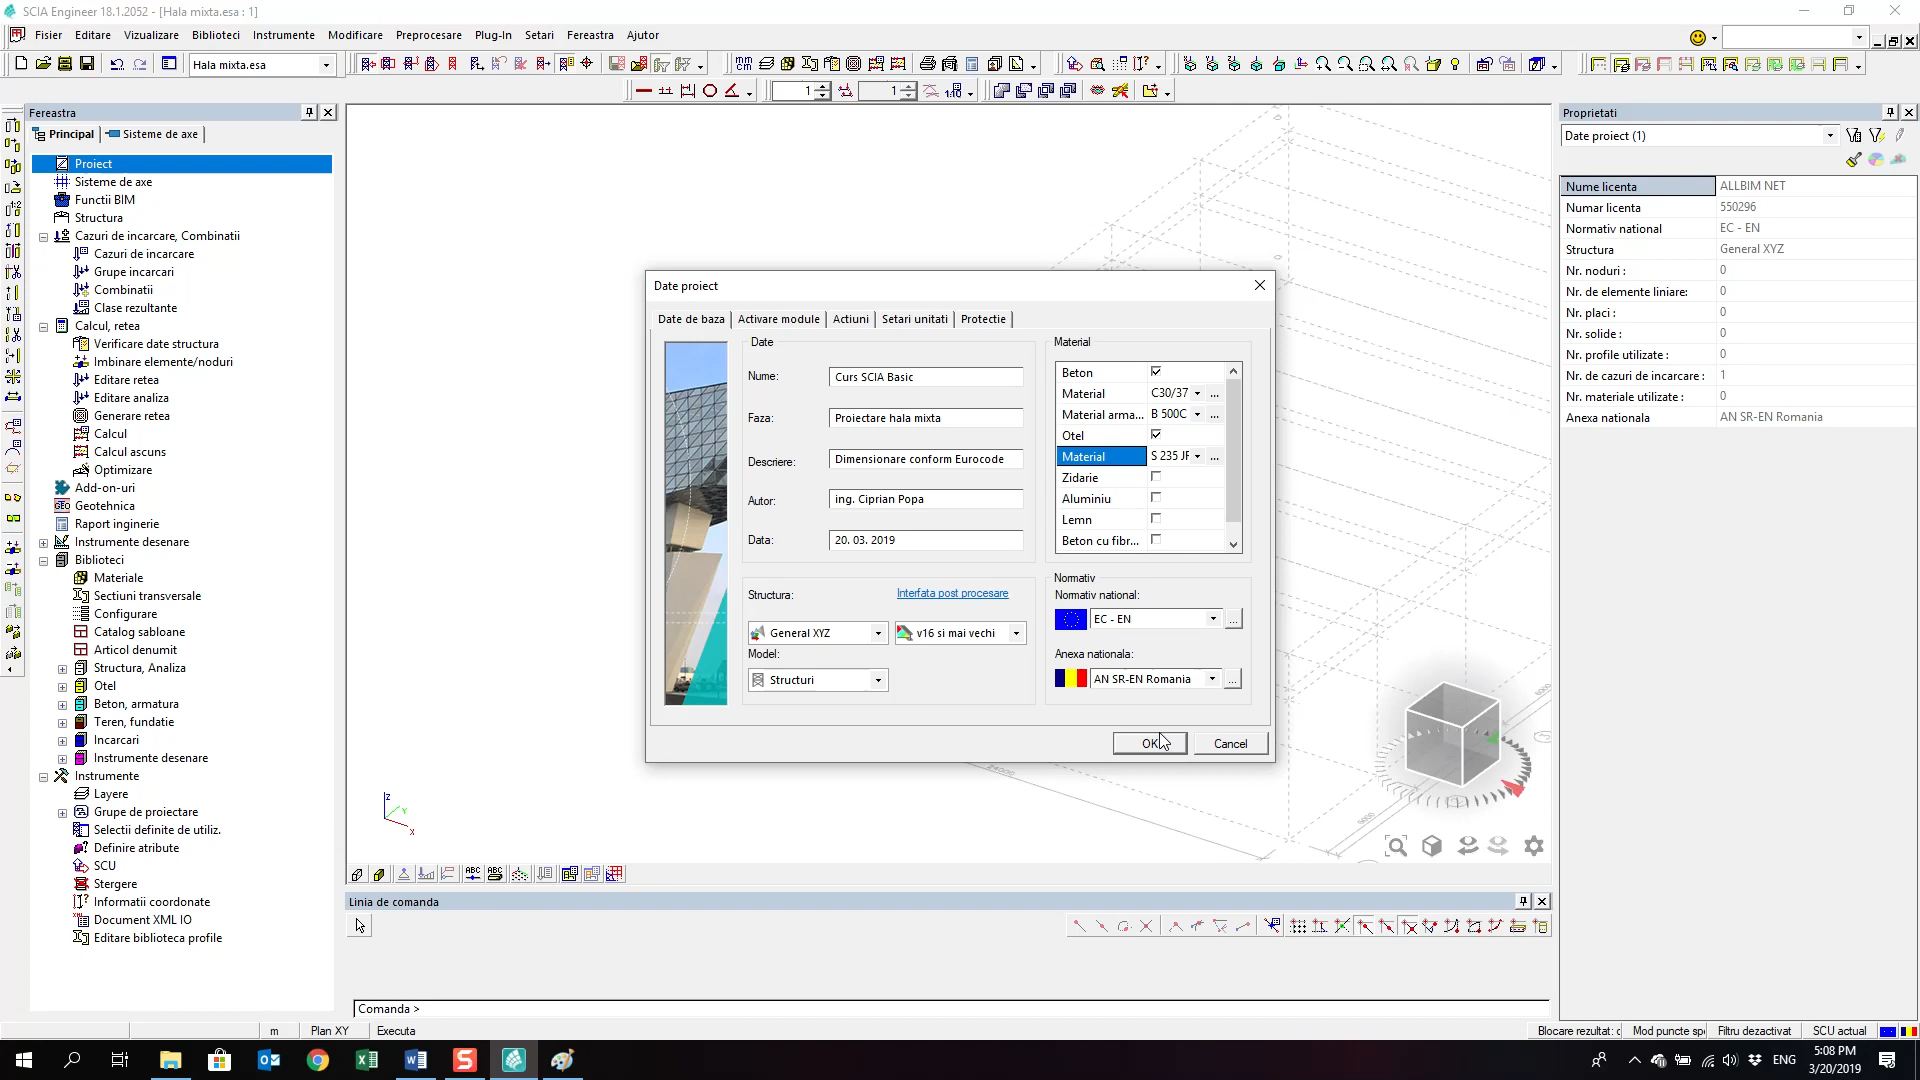 SCIA Engineer 18.1.2052 - [Hala mixta.esa : 1]
Fisier Editare Vizualizare Biblioteci Instrumente Modificare Preprocesare Plug-In Setari Fereastra Ajutor
Hala mixta.esa
1 1
Fereastra
Principal Sisteme de axe
Proiect
Sisteme de axe
Functii BIM
Structura
Cazuri de incarcare, Combinatii
Cazuri de incarcare
Grupe incarcari
Combinatii
Clase rezultante
Calcul, retea
Verificare date structura
Imbinare elemente/noduri
Editare retea
Editare analiza
Generare retea
Calcul
Calcul ascuns
Optimizare
Add-on-uri
Geotehnica
Raport inginerie
Instrumente desenare
Biblioteci
Materiale
Sectiuni transversale
Configurare
Catalog sabloane
Articol denumit
Structura, Analiza
Otel
Beton, armatura
Teren, fundatie
Incarcari
Instrumente desenare
Instrumente
Layere
Grupe de proiectare
Selectii definite de utiliz.
Definire atribute
SCU
Stergere
Informatii coordonate
Document XML IO
Editare biblioteca profile
Date proiect
Date de baza Activare module Actiuni Setari unitati Protectie
Date
Nume: Curs SCIA Basic
Faza: Proiectare hala mixta
Descriere: Dimensionare conform Eurocode
Autor: ing. Ciprian Popa
Data: 20. 03. 2019
Structura: Interfata post procesare
General XYZ v16 si mai vechi
Model:
Structuri
Material
Beton
Material C30/37 ...
Material arma... B 500C ...
Otel
Material S 235 JR ...
Zidarie
Aluminiu
Lemn
Beton cu fibr...
Normativ
Normativ national:
EC - EN ...
Anexa nationala:
AN SR-EN Romania ...
OK Cancel
Z
Y
X
Linia de comanda
Comanda >
Proprietati
Date proiect (1)
Nume licenta ALLBIM NET
Numar licenta 550296
Normativ national EC - EN
Structura General XYZ
Nr. noduri : 0
Nr. de elemente liniare: 0
Nr. placi : 0
Nr. solide : 0
Nr. profile utilizate : 0
Nr. de cazuri de incarcare : 1
Nr. materiale utilizate : 0
Anexa nationala AN SR-EN Romania
m Plan XY Executa
Blocare rezultat: Mod puncte Filtru dezactivat SCU actual
ENG
5:08 PM
3/20/2019